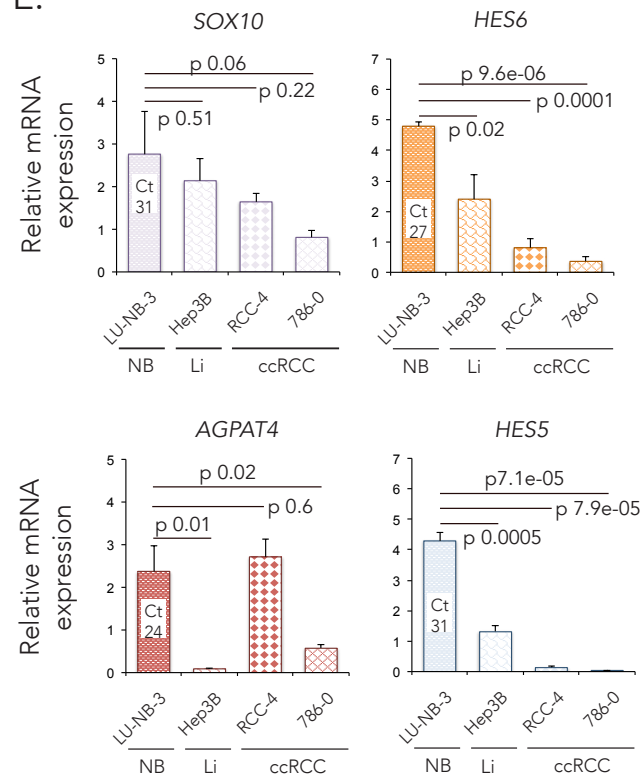 E.
SOX10
Relative mRNA
expression
5
4
3
2
1
0
p 0.06
p 0.22
p 0.51
Ct
31
LU-NB-3
Hep3B
RCC-4
786-0
NB
Li
ccRCC
HES6
7
6
5
4
3
2
1
0
p 9.6e-06
p 0.0001
p 0.02
Ct
27
LU-NB-3
Hep3B
RCC-4
786-0
NB
Li
ccRCC
AGPAT4
Relative mRNA
expression
5
4
3
2
1
0
p 0.02
p 0.6
p 0.01
Ct
24
LU-NB-3
Hep3B
RCC-4
786-0
NB
Li
ccRCC
HES5
7
6
5
4
3
2
1
0
p7.1e-05
p 7.9e-05
p 0.0005
Ct
31
LU-NB-3
Hep3B
RCC-4
786-0
NB
Li
ccRCC